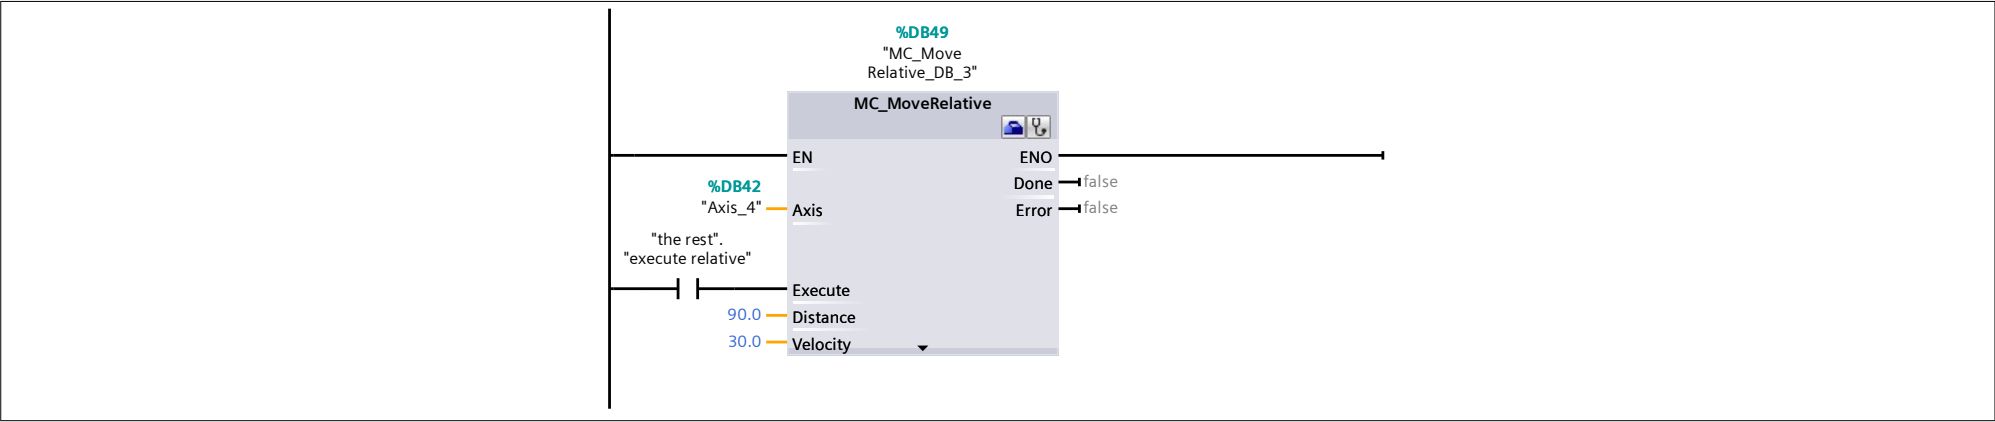 %DB49
"MC_Move
Relative_DB_3"
MC_MoveRelative
EN
ENO
Done
false
%DB42
"Axis_4"
Axis
Error
false
"the rest".
"execute relative"
Execute
90.0
Distance
30.0
Velocity